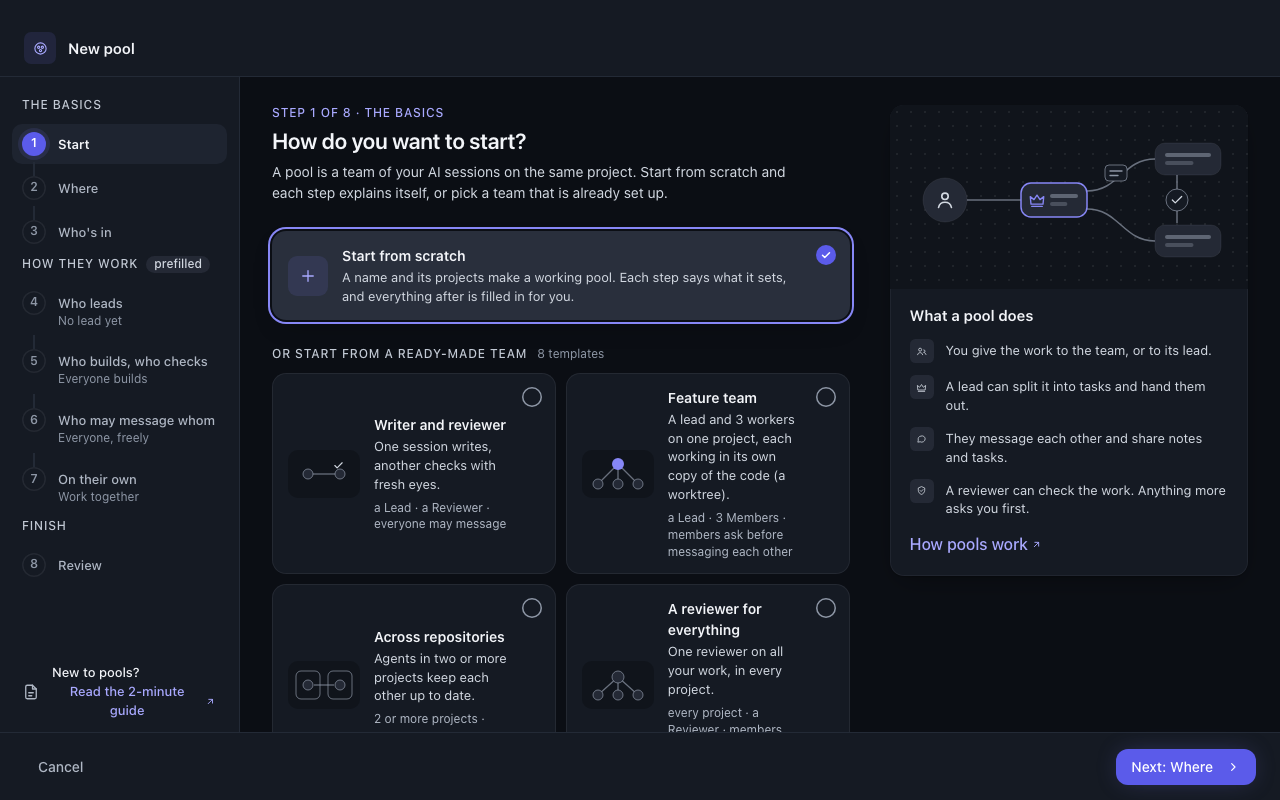 New pool
THE BASICS
1
Start
2
Where
3
Who's in
HOW THEY WORK prefilled
4
Who leads
No lead yet
5
Who builds, who checks
Everyone builds
6
Who may message whom
Everyone, freely
7
On their own
Work together
FINISH
8
Review
New to pools?
Read the 2-minute
guide
STEP 1 OF 8 · THE BASICS
How do you want to start?
A pool is a team of your AI sessions on the same project. Start from scratch and
each step explains itself, or pick a team that is already set up.
Start from scratch
A name and its projects make a working pool. Each step says what it sets,
and everything after is filled in for you.
OR START FROM A READY-MADE TEAM 8 templates
Writer and reviewer
One session writes,
another checks with
fresh eyes.
a Lead · a Reviewer ·
everyone may message
Feature team
A lead and 3 workers
on one project, each
working in its own
copy of the code (a
worktree).
a Lead · 3 Members ·
members ask before
messaging each other
Across repositories
Agents in two or more
projects keep each
other up to date.
2 or more projects ·
A reviewer for
everything
One reviewer on all
your work, in every
project.
every project · a
Reviewer · members
What a pool does
You give the work to the team, or to its lead.
A lead can split it into tasks and hand them
out.
They message each other and share notes
and tasks.
A reviewer can check the work. Anything more
asks you first.
How pools work
Cancel
Next: Where